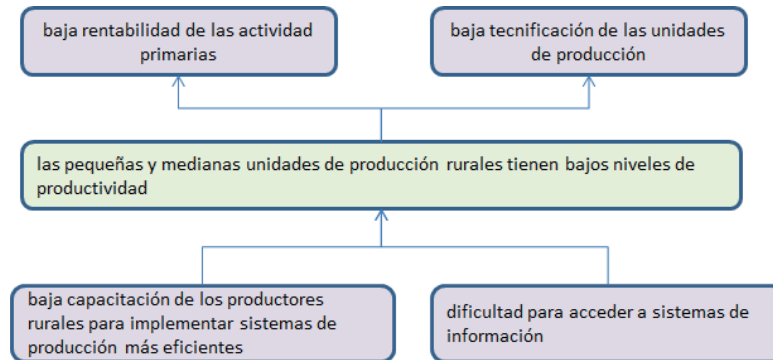 baja rentabilidad de las actividad
primarias
baja tecnificación de las unidades
de producción
las pequeñas y medianas unidades de producción rurales tienen bajos niveles de
productividad
baja capacitación de los productores
rurales para implementar sistemas de
producción más eficientes
dificultad para acceder a sistemas de
información